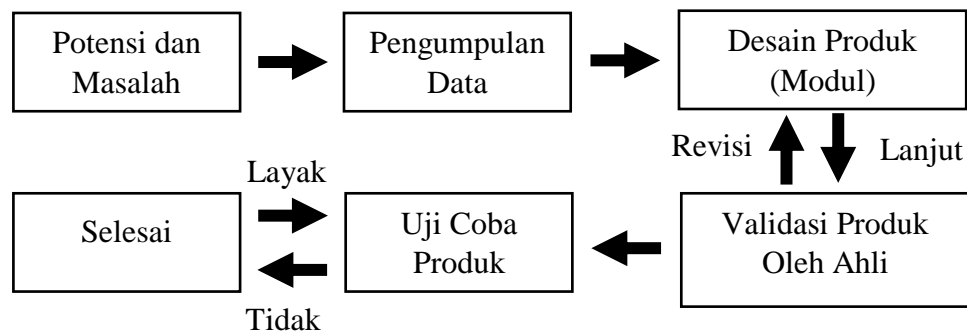 Potensi dan
Masalah
Pengumpulan
Data
Desain Produk
(Modul)
Revisi
Lanjut
Validasi Produk
Oleh Ahli
Uji Coba
Produk
Layak
Tidak
Selesai